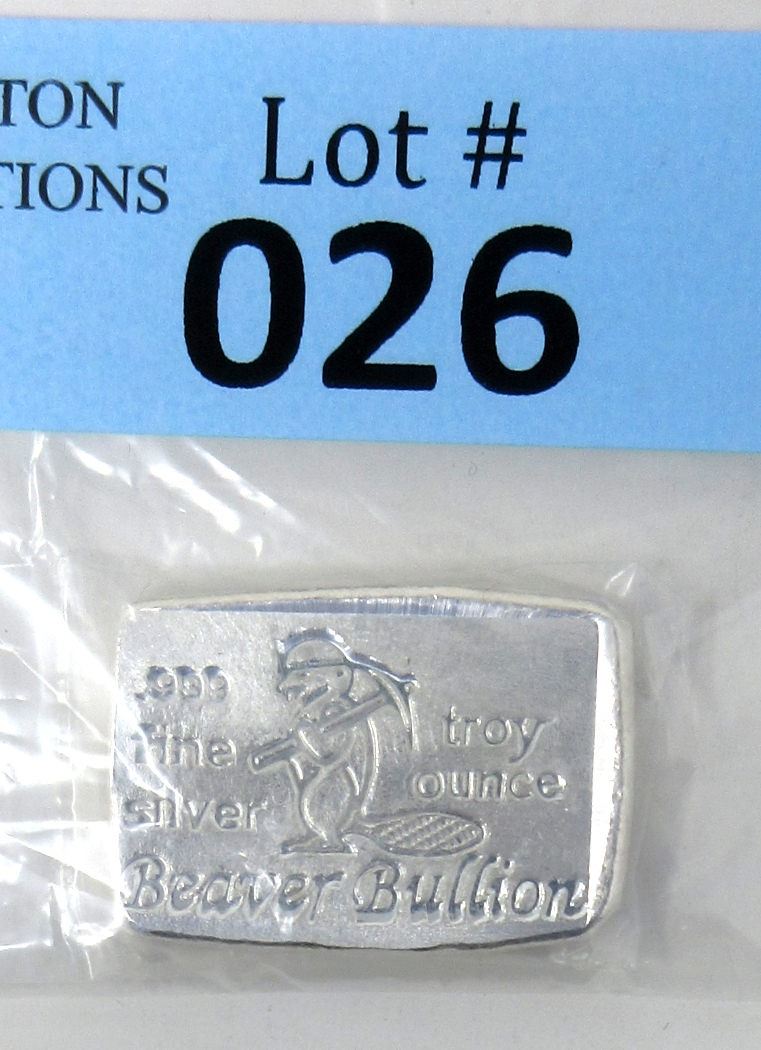 TON
TIONS
Lot #
026
.999
fine
silver
troy
ounce
Beaver Bullion